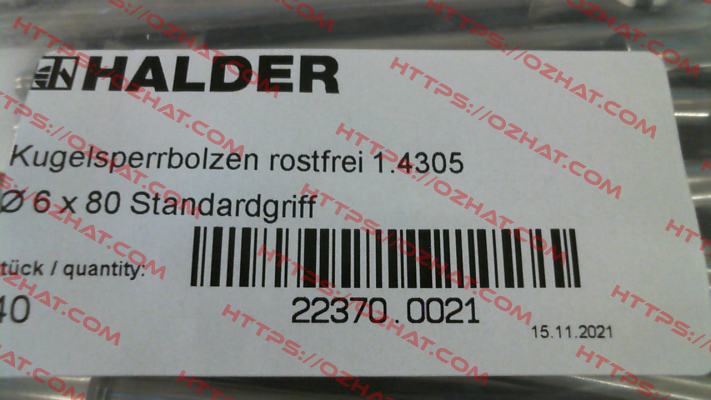 HALDER
Kugelsperrbolzen rostfrei 1.4305
Ø 6 x 80 Standardgriff
tück / quantity:
40
22370.0021
15.11.2021
HTTPS://OZHAT.COM